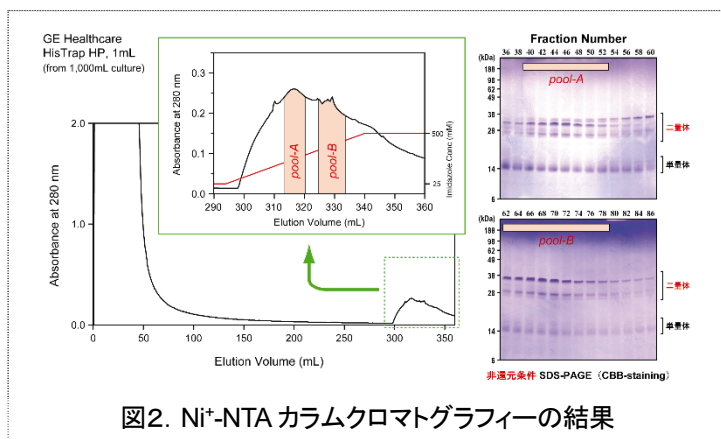 GE Healthcare
HisTrap HP, 1mL
(from 1,000mL culture)
2.0
1.0
0.0
Absorbance at 280 nm
0 50 100 150 200 250 300 350
Elution Volume (mL)
0.3
0.2
0.1
0.0
Absorbance at 280 nm
pool-A
pool-B
500
25
Imidazole Conc (mM)
290 300 310 320 330 340 350 360
Elution Volume (mL)
Fraction Number
(kDa) 36 38 40 42 44 46 48 50 52 54 56 58 60
188
98
62
49
38
28
14
6
pool-A
二量体
単量体
(kDa) 62 64 66 68 70 72 74 76 78 80 82 84 86
188
98
62
49
38
28
14
6
pool-B
二量体
単量体
非還元条件 SDS-PAGE（CBB-staining）
図2. Ni⁺-NTA カラムクロマトグラフィーの結果